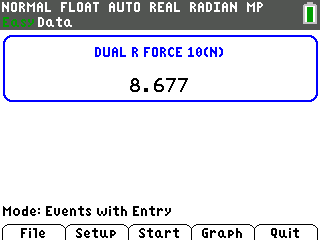 NORMAL FLOAT AUTO REAL RADIAN MP
EasyData
DUAL R FORCE 10(N)
8.677
Mode: Events with Entry
File Setup Start Graph Quit